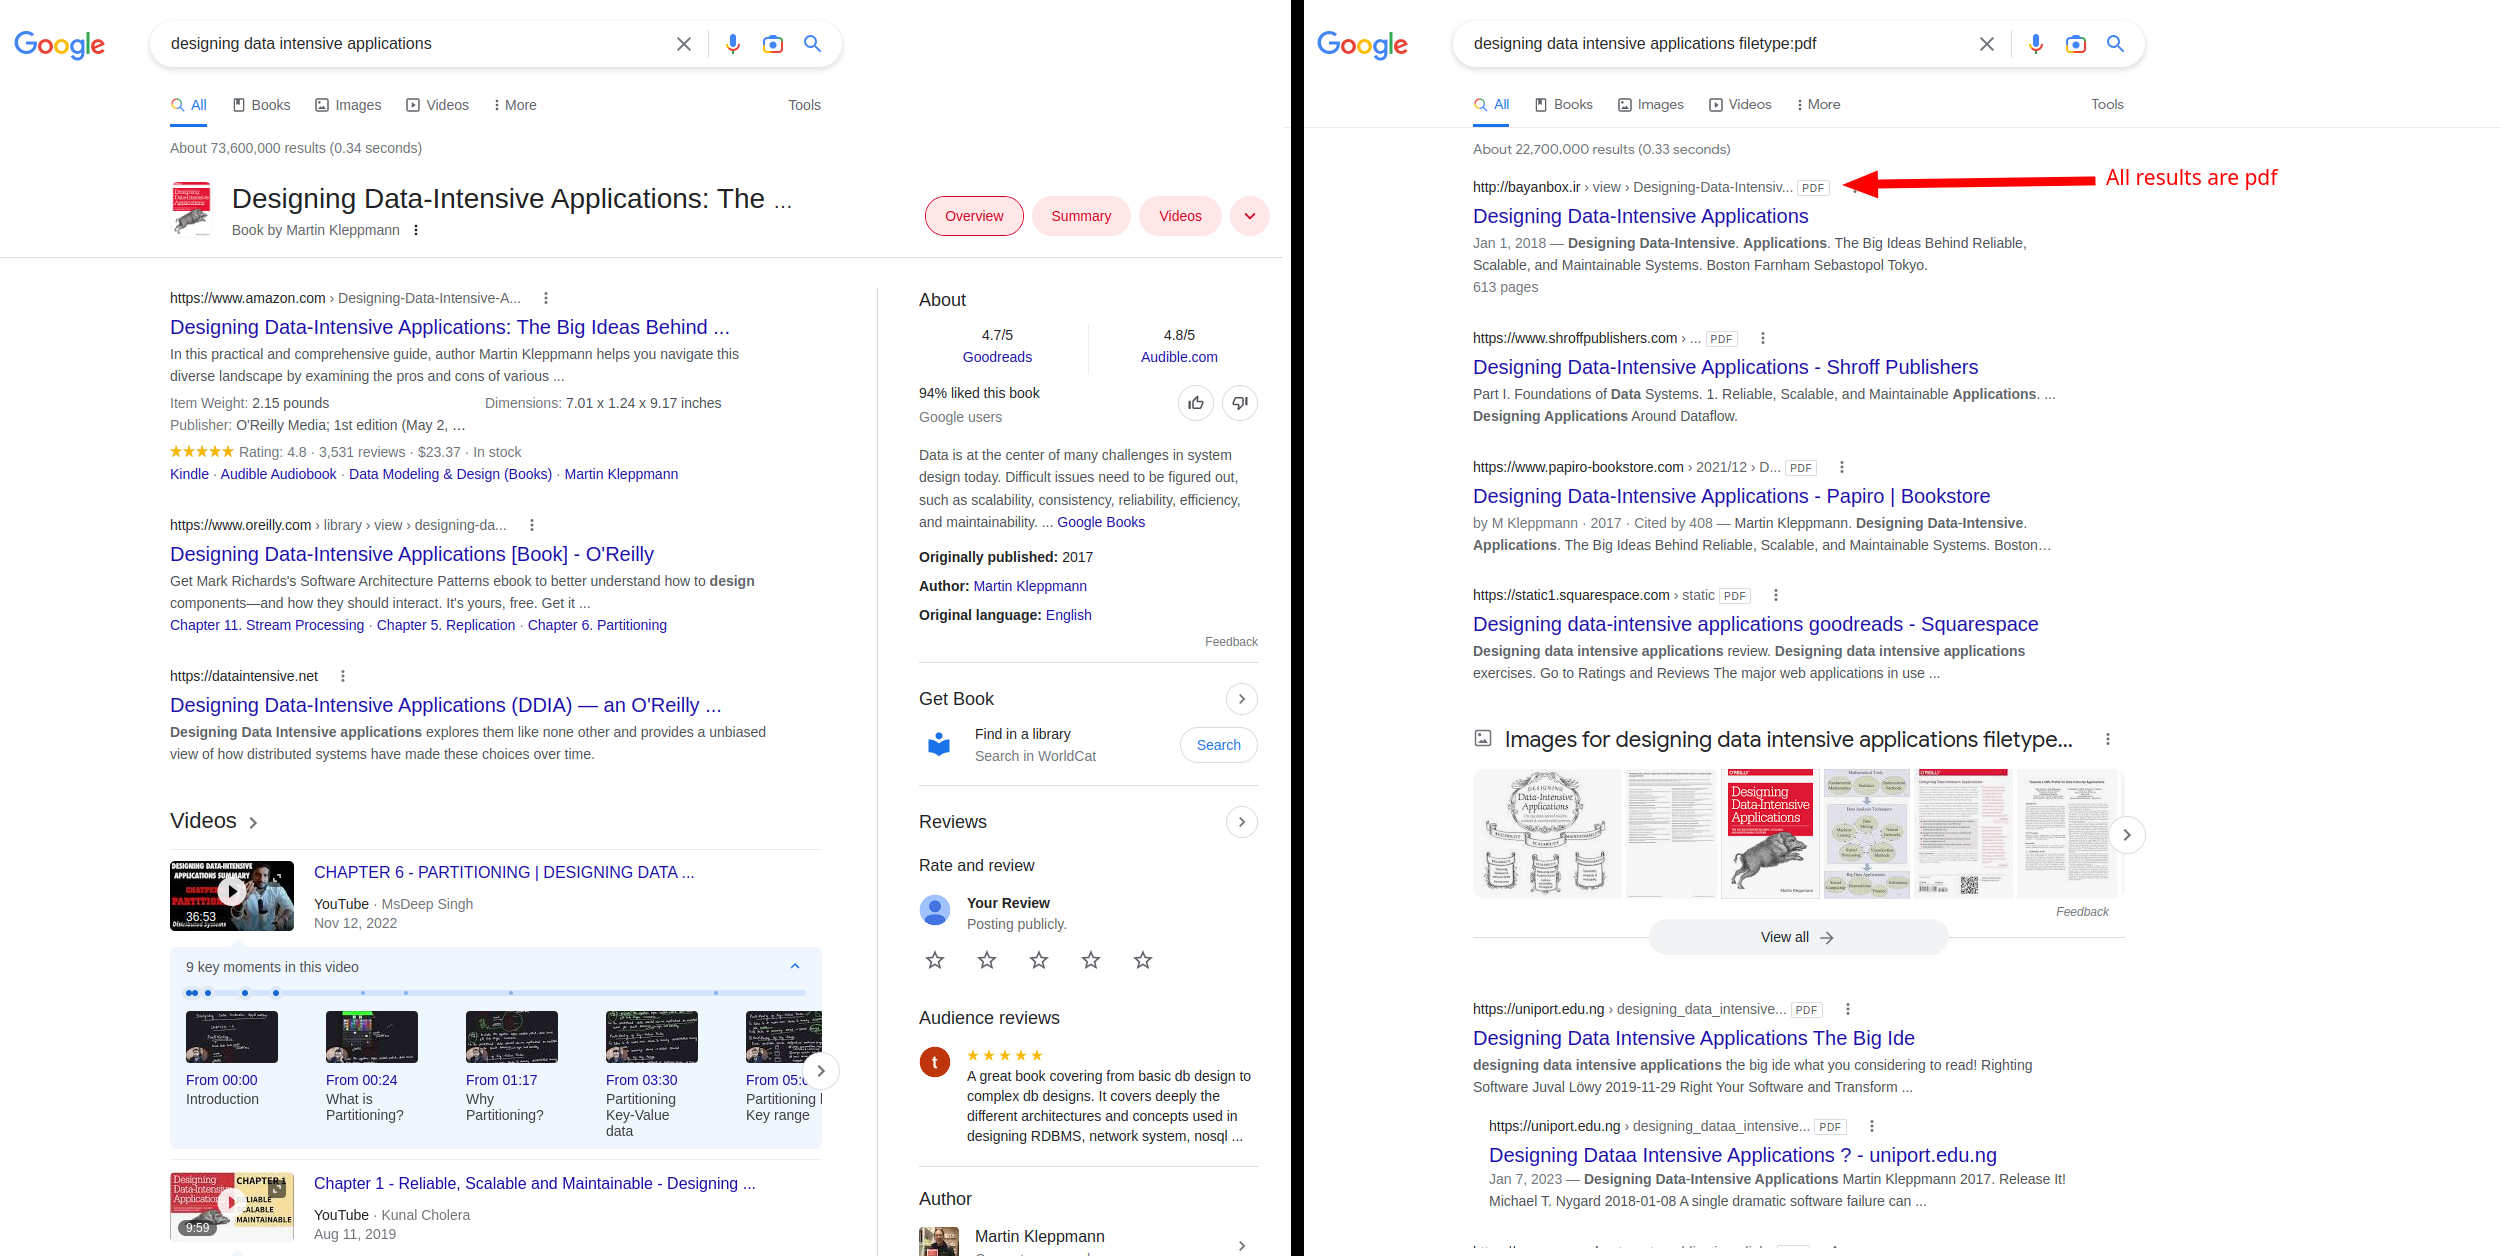 Google
designing data intensive applications
All
Books
Images
Videos
More
Tools
About 73,600,000 results (0.34 seconds)
Designing Data-Intensive Applications: The ...
Book by Martin Kleppmann
Overview
Summary
Videos
https://www.amazon.com › Designing-Data-Intensive-A...
Designing Data-Intensive Applications: The Big Ideas Behind ...
In this practical and comprehensive guide, author Martin Kleppmann helps you navigate this
diverse landscape by examining the pros and cons of various ...
Item Weight: 2.15 pounds
Dimensions: 7.01 x 1.24 x 9.17 inches
Publisher: O'Reilly Media; 1st edition (May 2, …
Rating: 4.8 · 3,531 reviews · $23.37 · In stock
Kindle · Audible Audiobook · Data Modeling & Design (Books) · Martin Kleppmann
https://www.oreilly.com › library › view › designing-da...
Designing Data-Intensive Applications [Book] - O'Reilly
Get Mark Richards's Software Architecture Patterns ebook to better understand how to design
components—and how they should interact. It's yours, free. Get it ...
Chapter 11. Stream Processing · Chapter 5. Replication · Chapter 6. Partitioning
https://dataintensive.net
Designing Data-Intensive Applications (DDIA) — an O'Reilly ...
Designing Data Intensive applications explores them like none other and provides a unbiased
view of how distributed systems have made these choices over time.
Videos
DESIGNING DATA-INTENSIVE
APPLICATIONS SUMMARY
36:53
CHAPTER 6 - PARTITIONING | DESIGNING DATA ...
YouTube · MsDeep Singh
Nov 12, 2022
9 key moments in this video
From 00:00
Introduction
From 00:24
What is
Partitioning?
From 01:17
Why
Partitioning?
From 03:30
Partitioning
Key-Value
data
From 05:
Partitioning
Key range
CHAPTER 1
RELIABLE
SCALABLE
MAINTAINABLE
9:59
Chapter 1 - Reliable, Scalable and Maintainable - Designing ...
YouTube · Kunal Cholera
Aug 11, 2019
About
4.7/5
Goodreads
4.8/5
Audible.com
94% liked this book
Google users
Data is at the center of many challenges in system
design today. Difficult issues need to be figured out,
such as scalability, consistency, reliability, efficiency,
and maintainability. ... Google Books
Originally published: 2017
Author: Martin Kleppmann
Original language: English
Feedback
Get Book
Find in a library
Search in WorldCat
Search
Reviews
Rate and review
Your Review
Posting publicly.
Audience reviews
t
A great book covering from basic db design to
complex db designs. It covers deeply the
different architectures and concepts used in
designing RDBMS, network system, nosql ...
Author
Martin Kleppmann
Google
designing data intensive applications filetype:pdf
All
Books
Images
Videos
More
Tools
About 22,700,000 results (0.33 seconds)
All results are pdf
http://bayanbox.ir › view › Designing-Data-Intensiv... PDF
Designing Data-Intensive Applications
Jan 1, 2018 — Designing Data-Intensive. Applications. The Big Ideas Behind Reliable,
Scalable, and Maintainable Systems. Boston Farnham Sebastopol Tokyo.
613 pages
https://www.shroffpublishers.com › ... PDF
Designing Data-Intensive Applications - Shroff Publishers
Part I. Foundations of Data Systems. 1. Reliable, Scalable, and Maintainable Applications. ...
Designing Applications Around Dataflow.
https://www.papiro-bookstore.com › 2021/12 › D... PDF
Designing Data-Intensive Applications - Papiro | Bookstore
by M Kleppmann · 2017 · Cited by 408 — Martin Kleppmann. Designing Data-Intensive.
Applications. The Big Ideas Behind Reliable, Scalable, and Maintainable Systems. Boston…
https://static1.squarespace.com › static PDF
Designing data-intensive applications goodreads - Squarespace
Designing data intensive applications review. Designing data intensive applications
exercises. Go to Ratings and Reviews The major web applications in use ...
Images for designing data intensive applications filetype...
DESIGNING
Data-Intensive
Applications
O'REILLY
Designing
Data-Intensive
Applications
Martin Kleppmann
Feedback
View all
https://uniport.edu.ng › designing_data_intensive... PDF
Designing Data Intensive Applications The Big Ide
designing data intensive applications the big ide what you considering to read! Righting
Software Juval Löwy 2019-11-29 Right Your Software and Transform ...
https://uniport.edu.ng › designing_dataa_intensive... PDF
Designing Dataa Intensive Applications ? - uniport.edu.ng
Jan 7, 2023 — Designing Data-Intensive Applications Martin Kleppmann 2017. Release It!
Michael T. Nygard 2018-01-08 A single dramatic software failure can ...